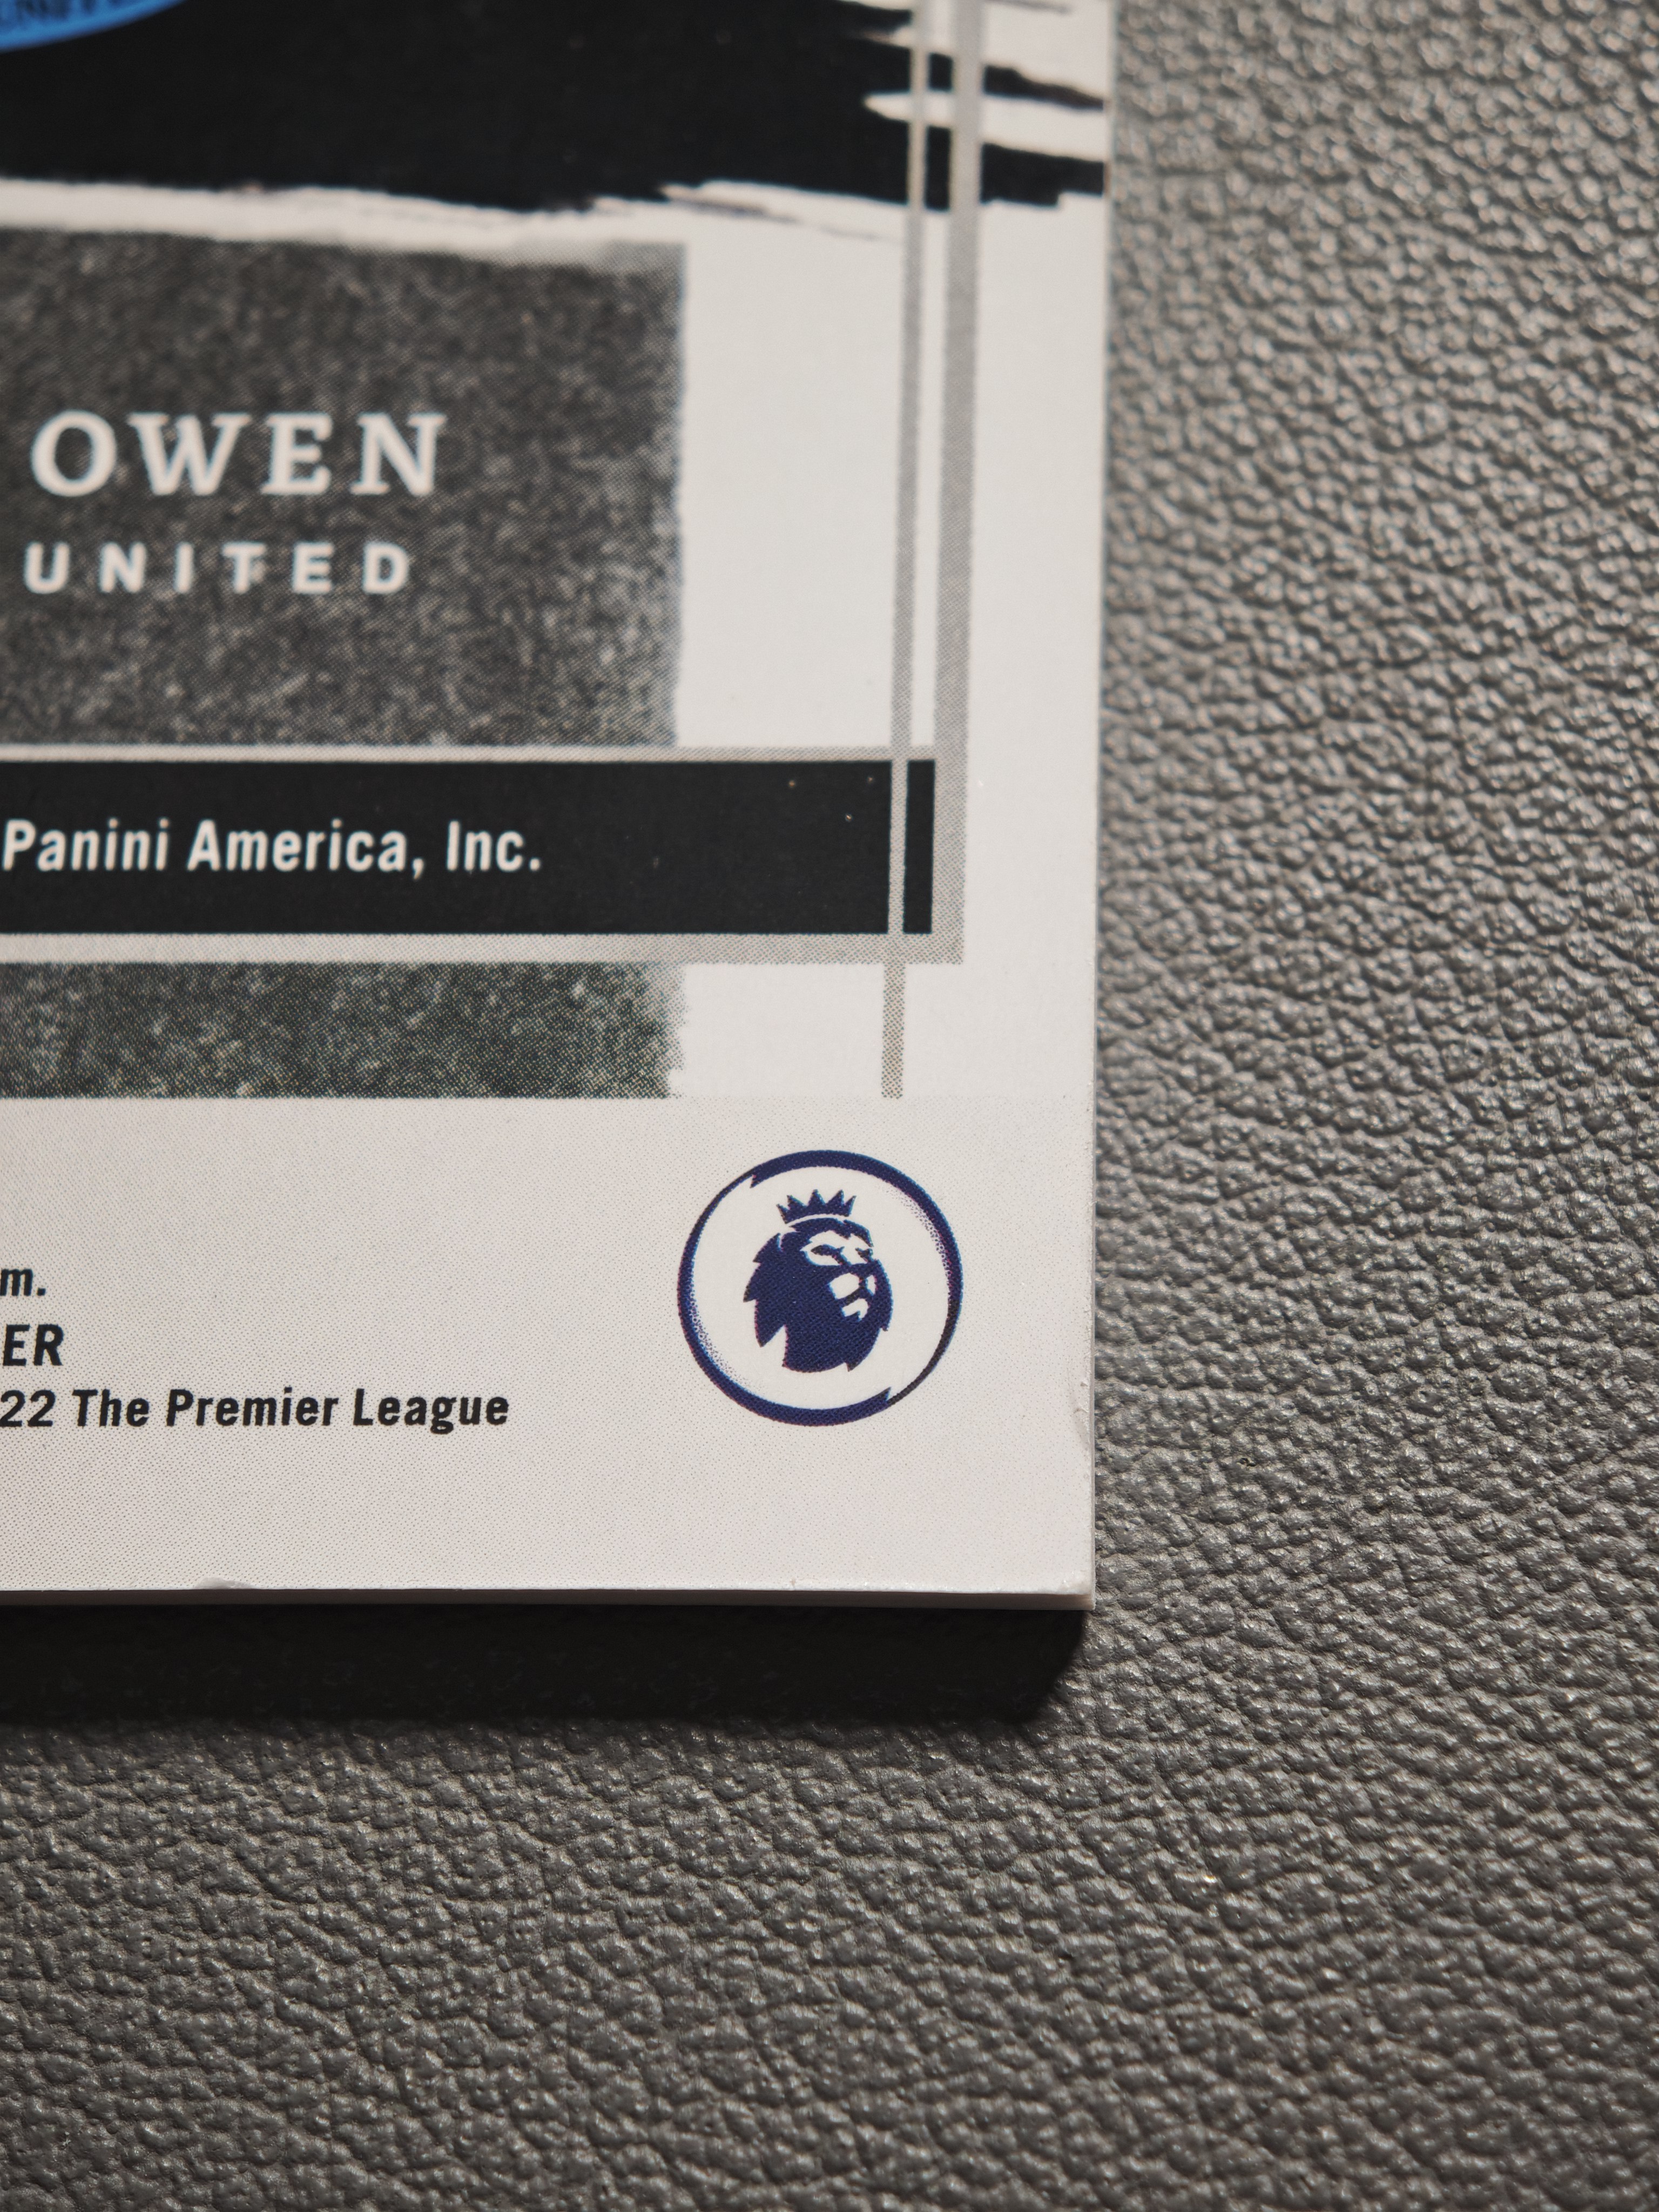 OWEN
UNITED
Panini America, Inc.
m.
ER
22 The Premier League